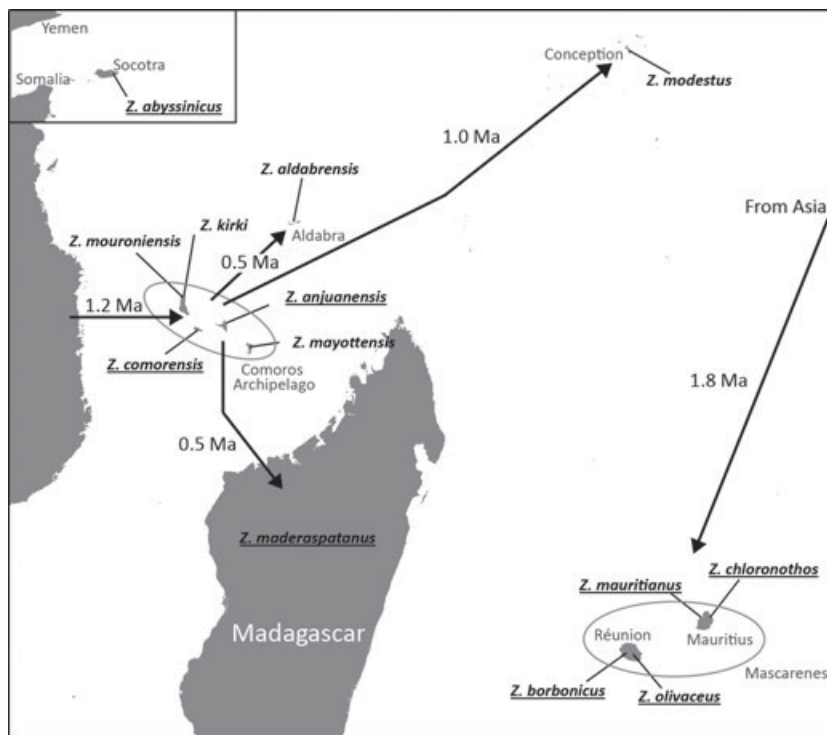 Yemen
Socotra
Somalia
Z. abyssinicus
Conception
Z. modestus
1.0 Ma
Z. aldabrensis
From Asia
Z. kirki
Aldabra
Z. mouroniensis
0.5 Ma
1.2 Ma
Z. anjuanensis
Z. mayottensis
Z. comorensis
Comoros
Archipelago
1.8 Ma
0.5 Ma
Z. maderaspatanus
Z. chloronothos
Z. mauritianus
Madagascar
Réunion
Mauritius
Mascarenes
Z. borbonicus
Z. olivaceus